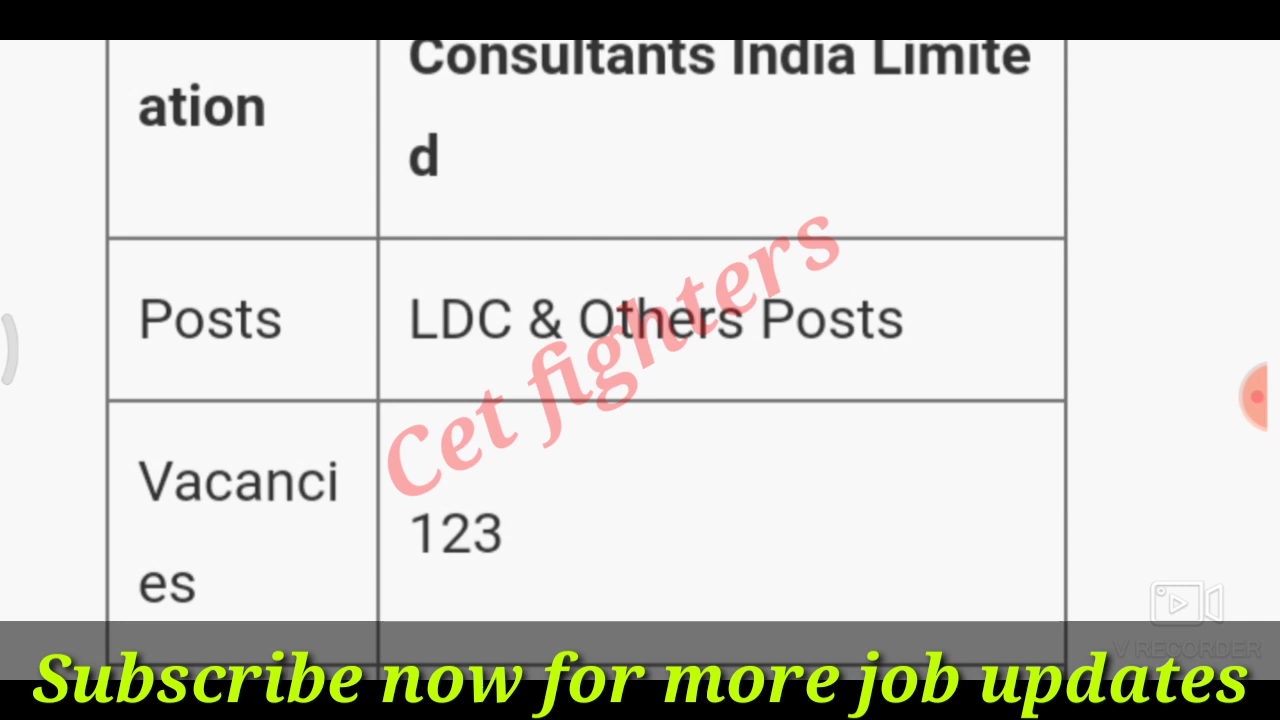 Consultants India Limite
ation
d
Posts
LDC & Others Posts
Cet fighters
Vacanci
123
es
V RECORDER
Subscribe now for more job updates